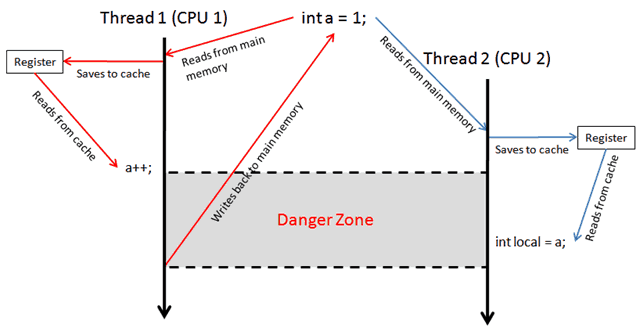 Thread 1 (CPU 1)
int a = 1;
Thread 2 (CPU 2)
Register
Saves to cache
Reads from main
memory
Reads from main memory
Reads from cache
a++;
Writes back to main memory
Saves to cache
Register
Reads from cache
Danger Zone
int local = a;